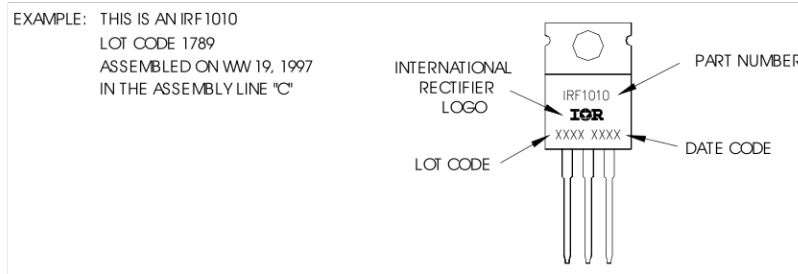 EXAMPLE: THIS IS AN IRF1010
LOT CODE 1789
ASSEMBLED ON WW 19, 1997
IN THE ASSEMBLY LINE "C"
INTERNATIONAL
RECTIFIER
LOGO
LOT CODE
IRF1010
IOR
XXXX XXXX
PART NUMBER
DATE CODE